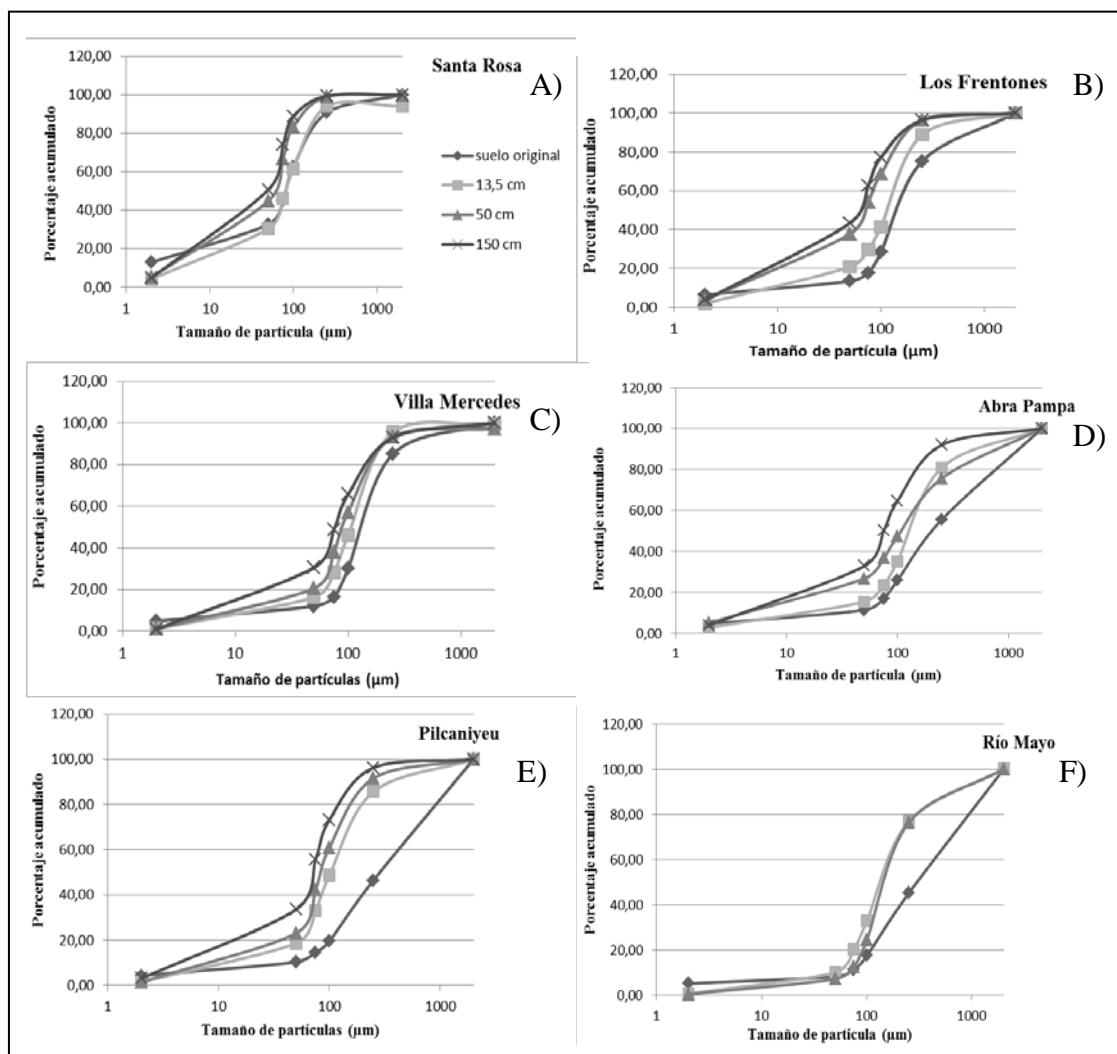 Santa Rosa
A)
Porcentaje acumulado
120,00
100,00
80,00
60,00
40,00
20,00
0,00
1
10
100
1000
Tamaño de partícula (µm)
suelo original
13,5 cm
50 cm
150 cm
Los Frentones
B)
Porcentaje acumulado
120,00
100,00
80,00
60,00
40,00
20,00
0,00
1
10
100
1000
Tamaño de partícula (µm)
Villa Mercedes
C)
Porcentaje acumulado
120,00
100,00
80,00
60,00
40,00
20,00
0,00
1
10
100
1000
Tamaño de partículas (µm)
Abra Pampa
D)
Porcentaje acumulado
120,00
100,00
80,00
60,00
40,00
20,00
0,00
1
10
100
1000
Tamaño de partícula (µm)
Pilcaniyeu
E)
Porcentaje acumulado
120,00
100,00
80,00
60,00
40,00
20,00
0,00
1
10
100
1000
Tamaño de partículas (µm)
Río Mayo
F)
Porcentaje acumulado
120,00
100,00
80,00
60,00
40,00
20,00
0,00
1
10
100
1000
Tamaño de partícula (µm)